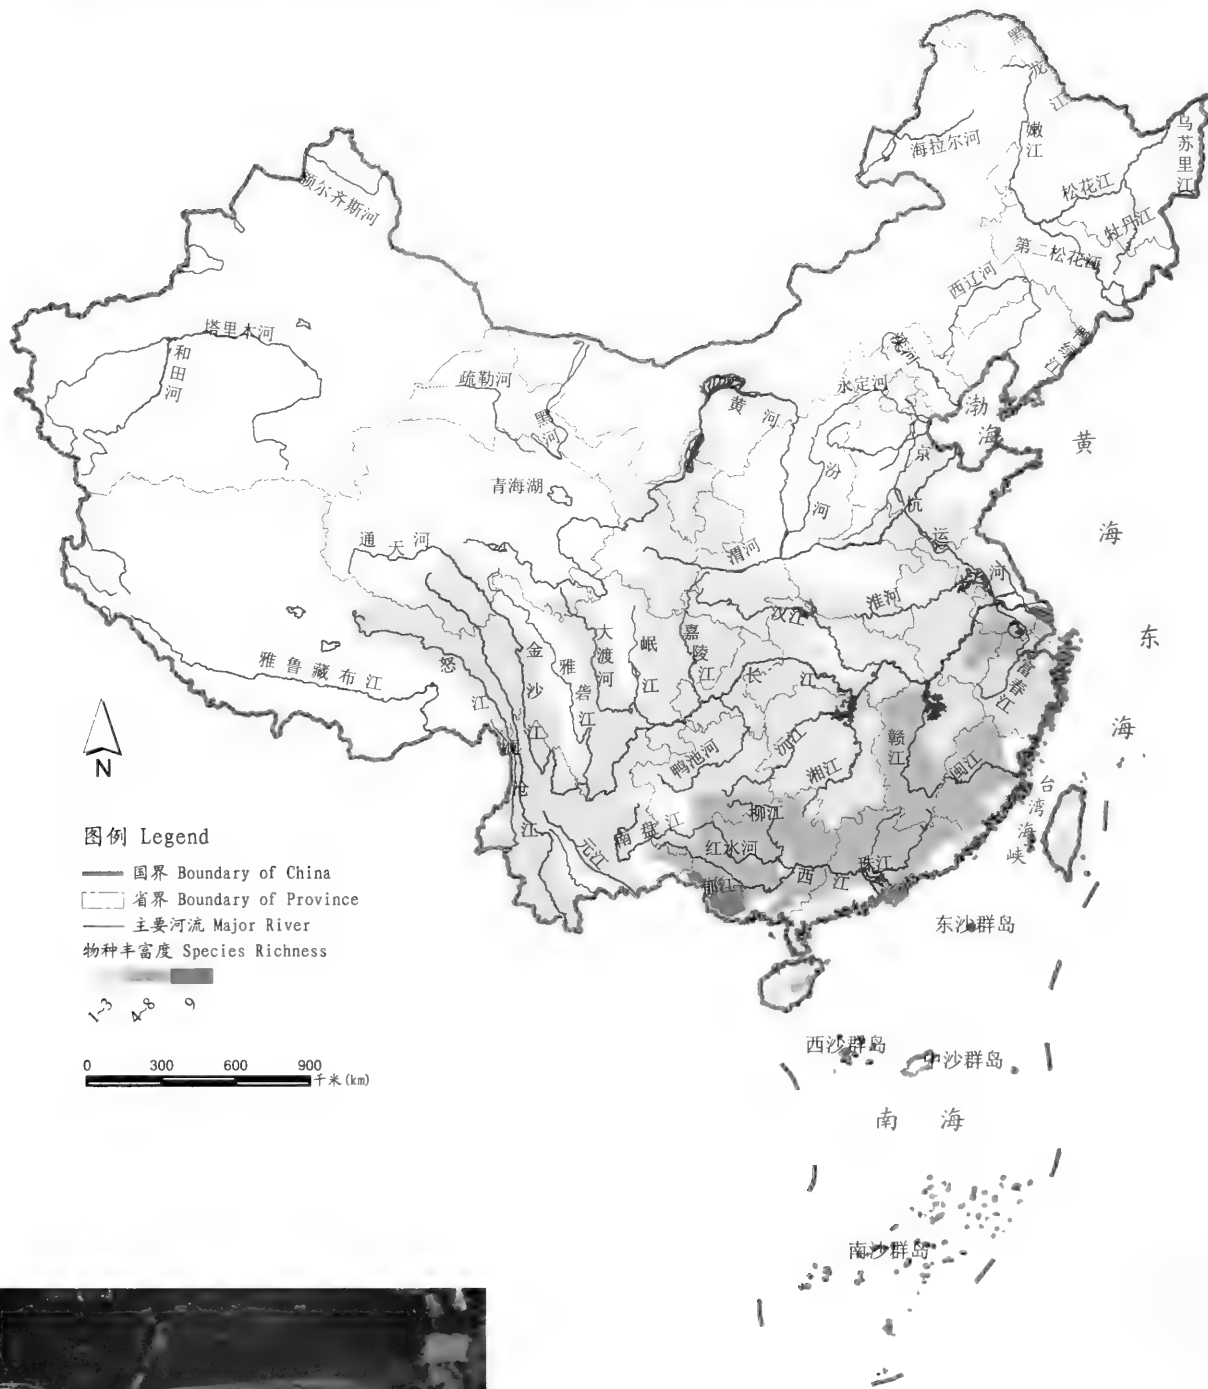 黑
龙
江
嫩江
海拉尔河
乌苏里江
松花江
牡丹江
第二松花江
额尔齐斯河
西辽河
鸭绿江
滦河
塔里木河
和田河
疏勒河
黑河
永定河
渤海
黄河
京杭运河
黄海
汾河
青海湖
通天河
渭河
淮河
汉江
东海
大渡河
岷江
嘉陵江
金沙江
雅砻江
怒江
雅鲁藏布江
长江
富春江
澜沧江
鸭池河
沅江
湘江
赣江
闽江
台湾海峡
柳江
南盘江
元江
红水河
珠江
郁江
西江
N
图例 Legend
国界 Boundary of China
省界 Boundary of Province
主要河流 Major River
物种丰富度 Species Richness
1~3 4~8 9
0 300 600 900
千米(km)
东沙群岛
西沙群岛
中沙群岛
南海
南沙群岛